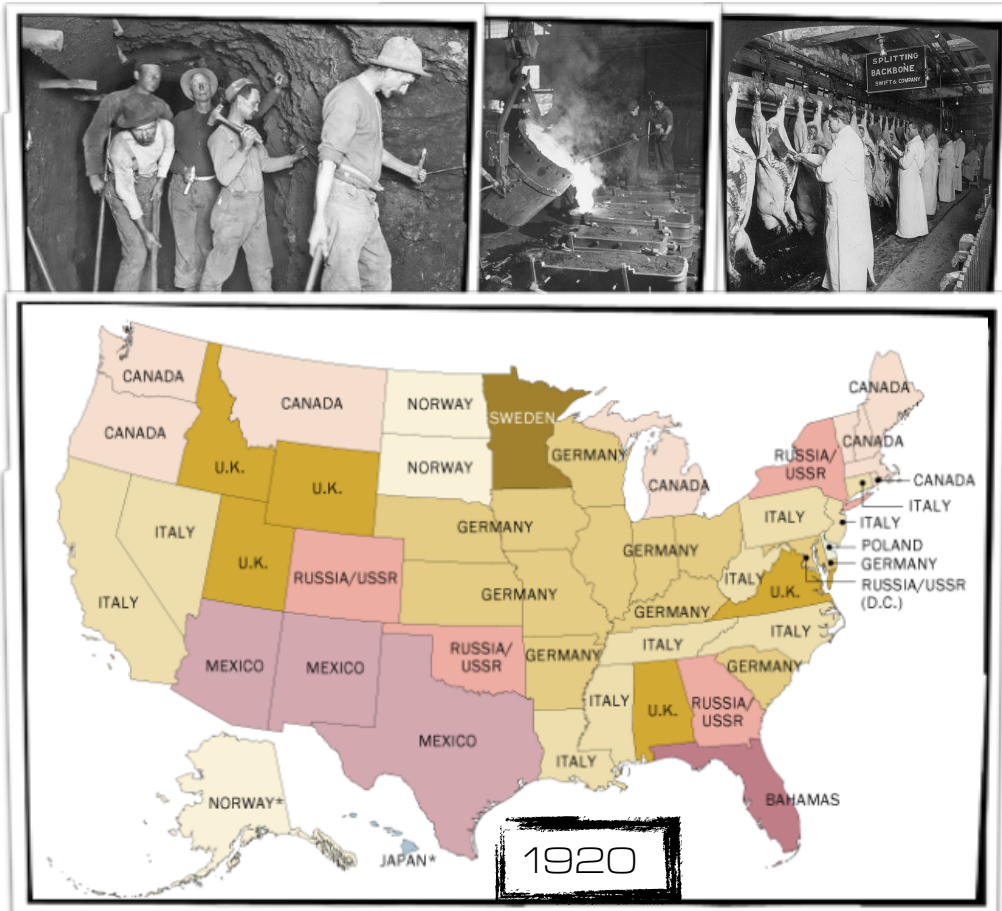 SPLITTING
BACKBONE
SWIFT & COMPANY
CANADA
CANADA
CANADA
NORWAY
NORWAY
SWEDEN
GERMANY
CANADA
CANADA
CANADA
RUSSIA/
USSR
CANADA
ITALY
ITALY
POLAND
GERMANY
RUSSIA/USSR
(D.C.)
U.K.
U.K.
U.K.
ITALY
ITALY
GERMANY
GERMANY
GERMANY
GERMANY
ITALY
ITALY
U.K.
RUSSIA/USSR
ITALY
ITALY
MEXICO
MEXICO
RUSSIA/
USSR
GERMANY
GERMANY
ITALY
U.K.
RUSSIA/
USSR
MEXICO
ITALY
BAHAMAS
NORWAY*
JAPAN*
1920